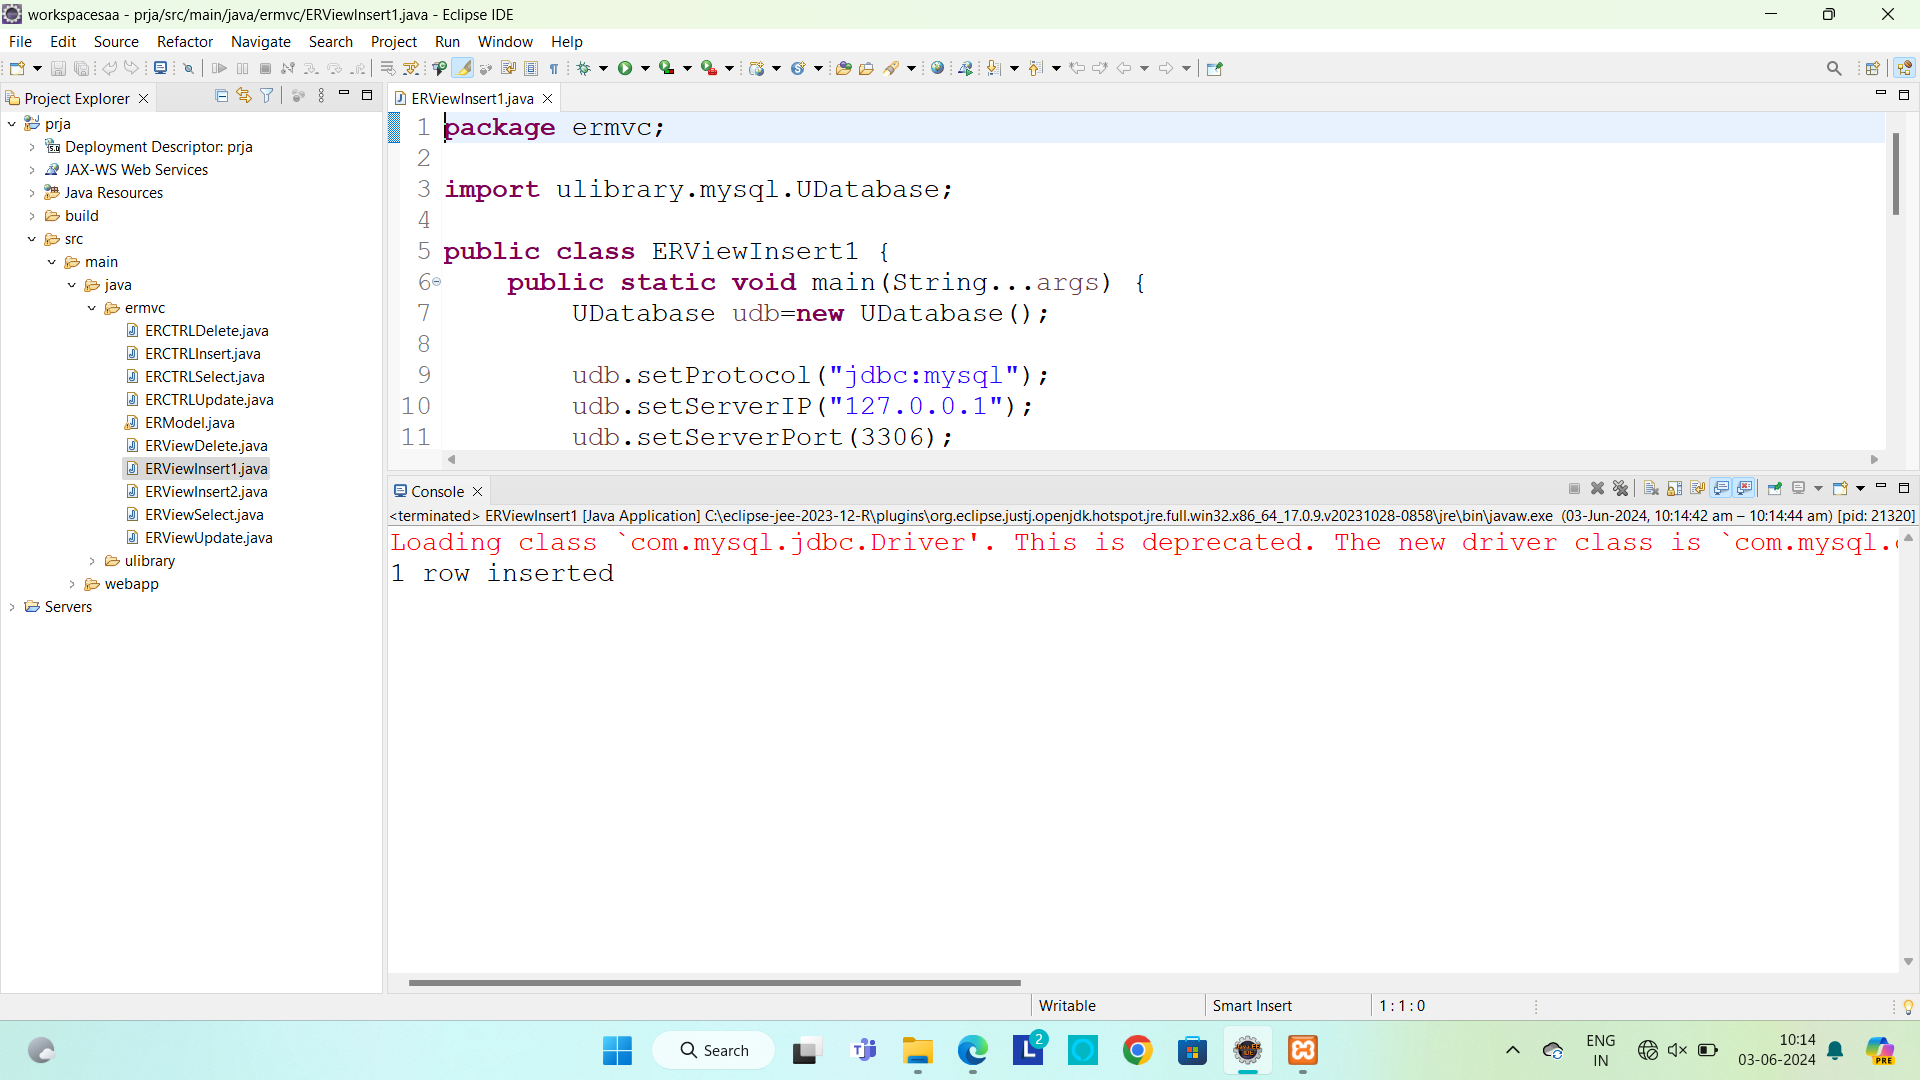 workspacesaa - prja/src/main/java/ermvc/ERViewInsert1.java - Eclipse IDE
File Edit Source Refactor Navigate Search Project Run Window Help
Project Explorer
prja
Deployment Descriptor: prja
JAX-WS Web Services
Java Resources
build
src
main
java
ermvc
ERCTRLDelete.java
ERCTRLInsert.java
ERCTRLSelect.java
ERCTRLUpdate.java
ERModel.java
ERViewDelete.java
ERViewInsert1.java
ERViewInsert2.java
ERViewSelect.java
ERViewUpdate.java
ulibrary
webapp
Servers
ERViewInsert1.java
1 package ermvc;
2
3 import ulibrary.mysql.UDatabase;
4
5 public class ERViewInsert1 {
6 public static void main(String...args) {
7 UDatabase udb=new UDatabase();
8
9 udb.setProtocol("jdbc:mysql");
10 udb.setServerIP("127.0.0.1");
11 udb.setServerPort(3306);
Console
<terminated> ERViewInsert1 [Java Application] C:\eclipse-jee-2023-12-R\plugins\org.eclipse.justj.openjdk.hotspot.jre.full.win32.x86_64_17.0.9.v20231028-0858\jre\bin\javaw.exe (03-Jun-2024, 10:14:42 am – 10:14:44 am) [pid: 21320]
Loading class `com.mysql.jdbc.Driver'. This is deprecated. The new driver class is `com.mysql.
1 row inserted
Writable Smart Insert 1 : 1 : 0
Search
2
ENG
IN
10:14
03-06-2024
PRE